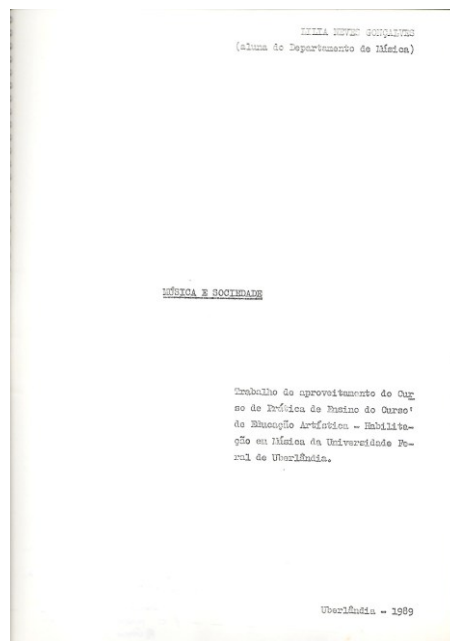 LILIA NEVES GONÇALVES
(aluna do Departamento de Música)
MÚSICA E SOCIEDADE
Trabalho de aproveitamento do Cur
so de Prática de Ensino do Curso'
de Educação Artística - Habilita-
ção em Música da Universidade Fe-
ral de Uberlândia.
Uberlândia - 1989